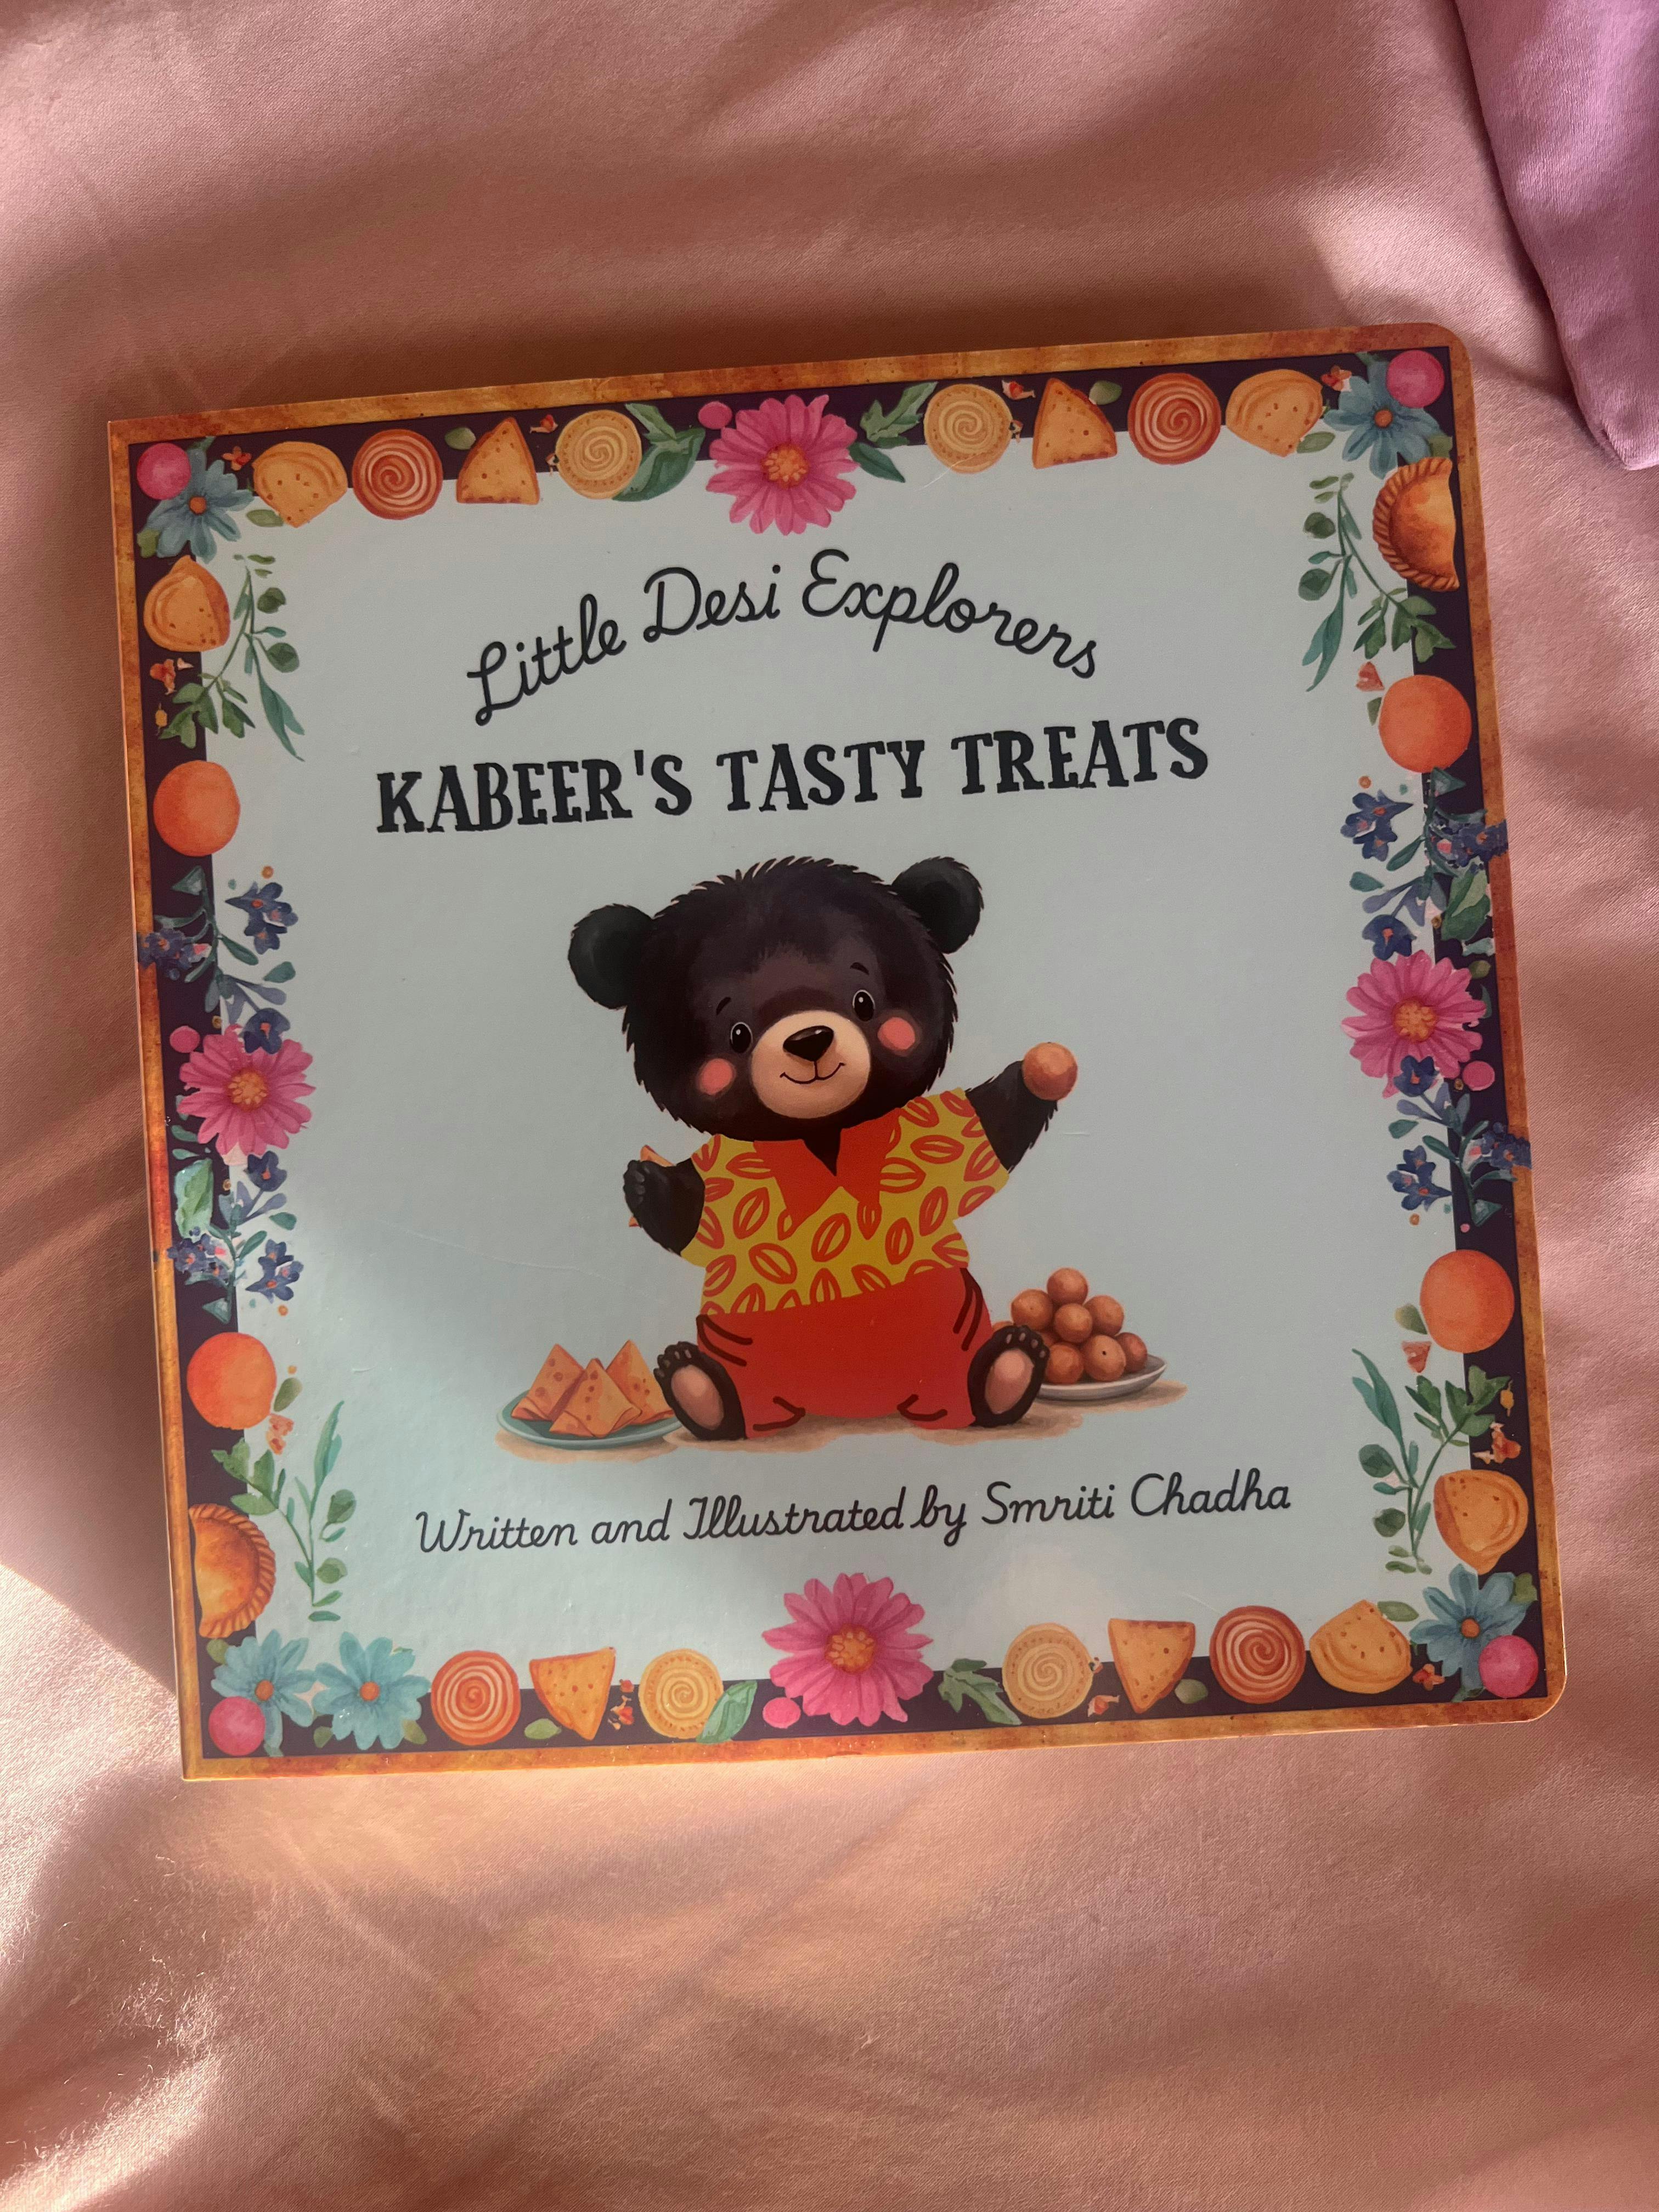 Little Desi Explorers
KABEER'S TASTY TREATS
Written and Illustrated by Smriti Chadha